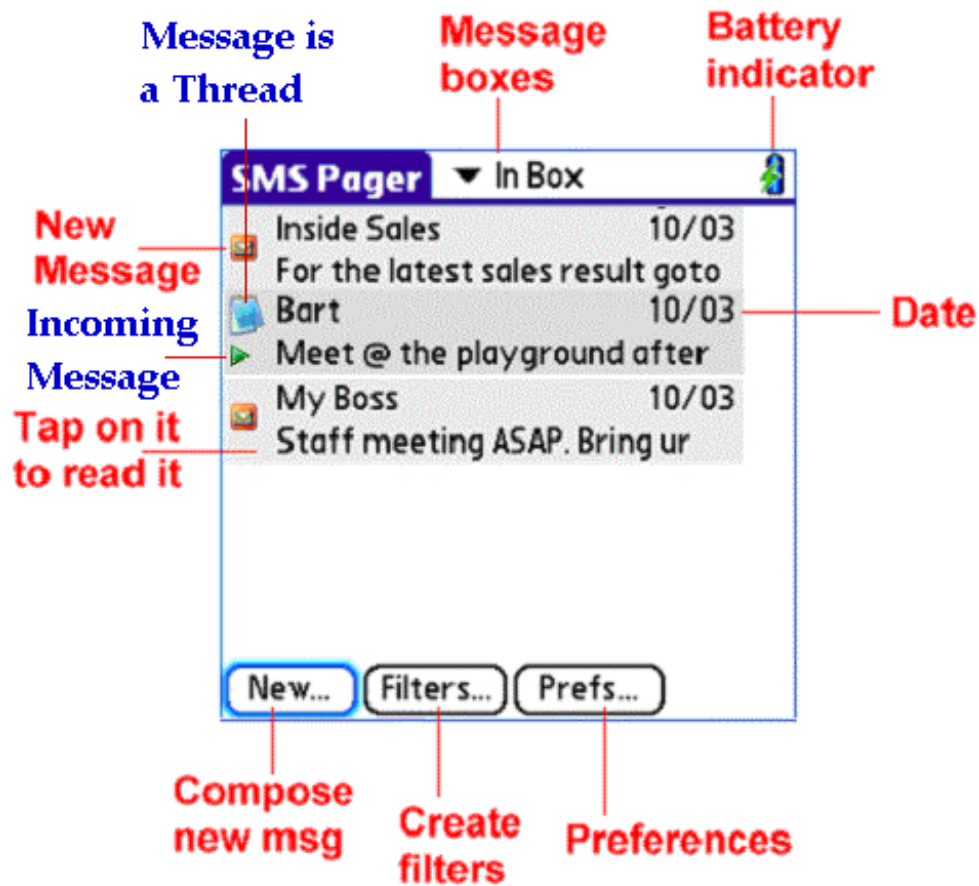 Message is
a Thread
Message
boxes
Battery
indicator
SMS Pager
In Box
New
Message
Inside Sales 10/03
For the latest sales result goto
Incoming
Message
Bart 10/03
Meet @ the playground after
Date
Tap on it
to read it
My Boss 10/03
Staff meeting ASAP. Bring ur
New... Filters... Prefs...
Compose
new msg
Create
filters
Preferences